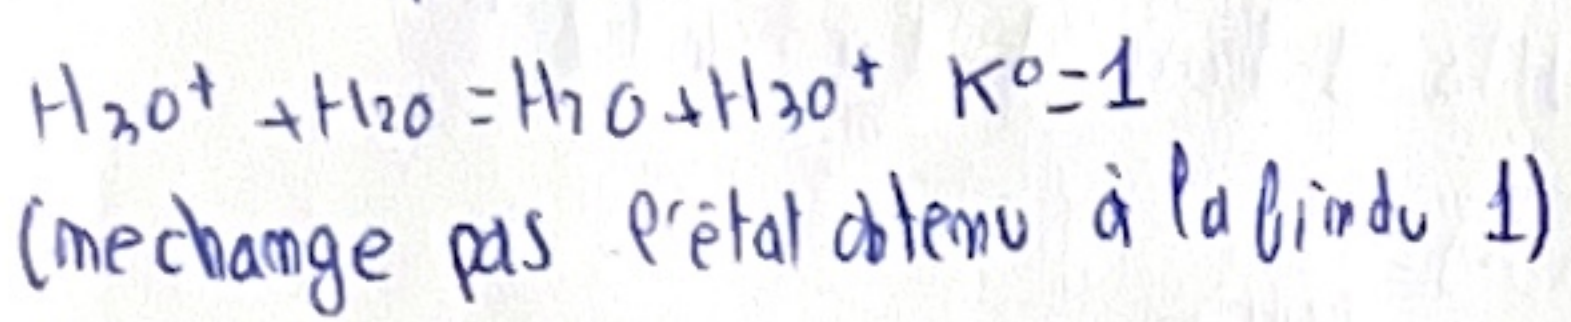 H₃O⁺ + H₂O = H₂O + H₃O⁺ K° = 1
(ne change pas l'état obtenu à la fin du 1)